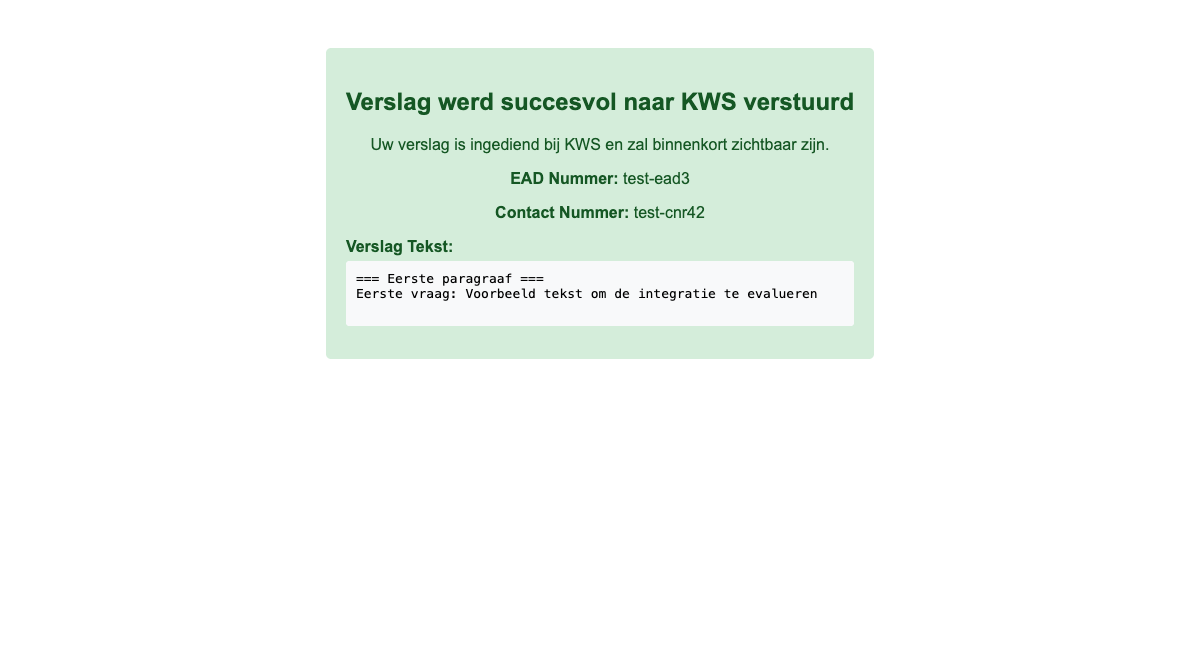 Verslag werd succesvol naar KWS verstuurd
Uw verslag is ingediend bij KWS en zal binnenkort zichtbaar zijn.
EAD Nummer: test-ead3
Contact Nummer: test-cnr42
Verslag Tekst:
=== Eerste paragraaf ===
Eerste vraag: Voorbeeld tekst om de integratie te evalueren